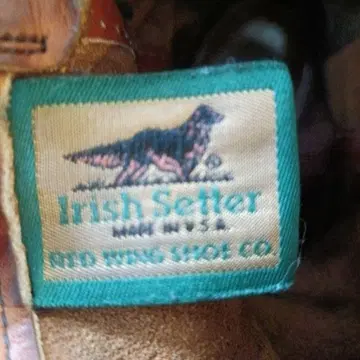 Irish Setter
MADE IN U.S.A.
RED WING SHOE CO.